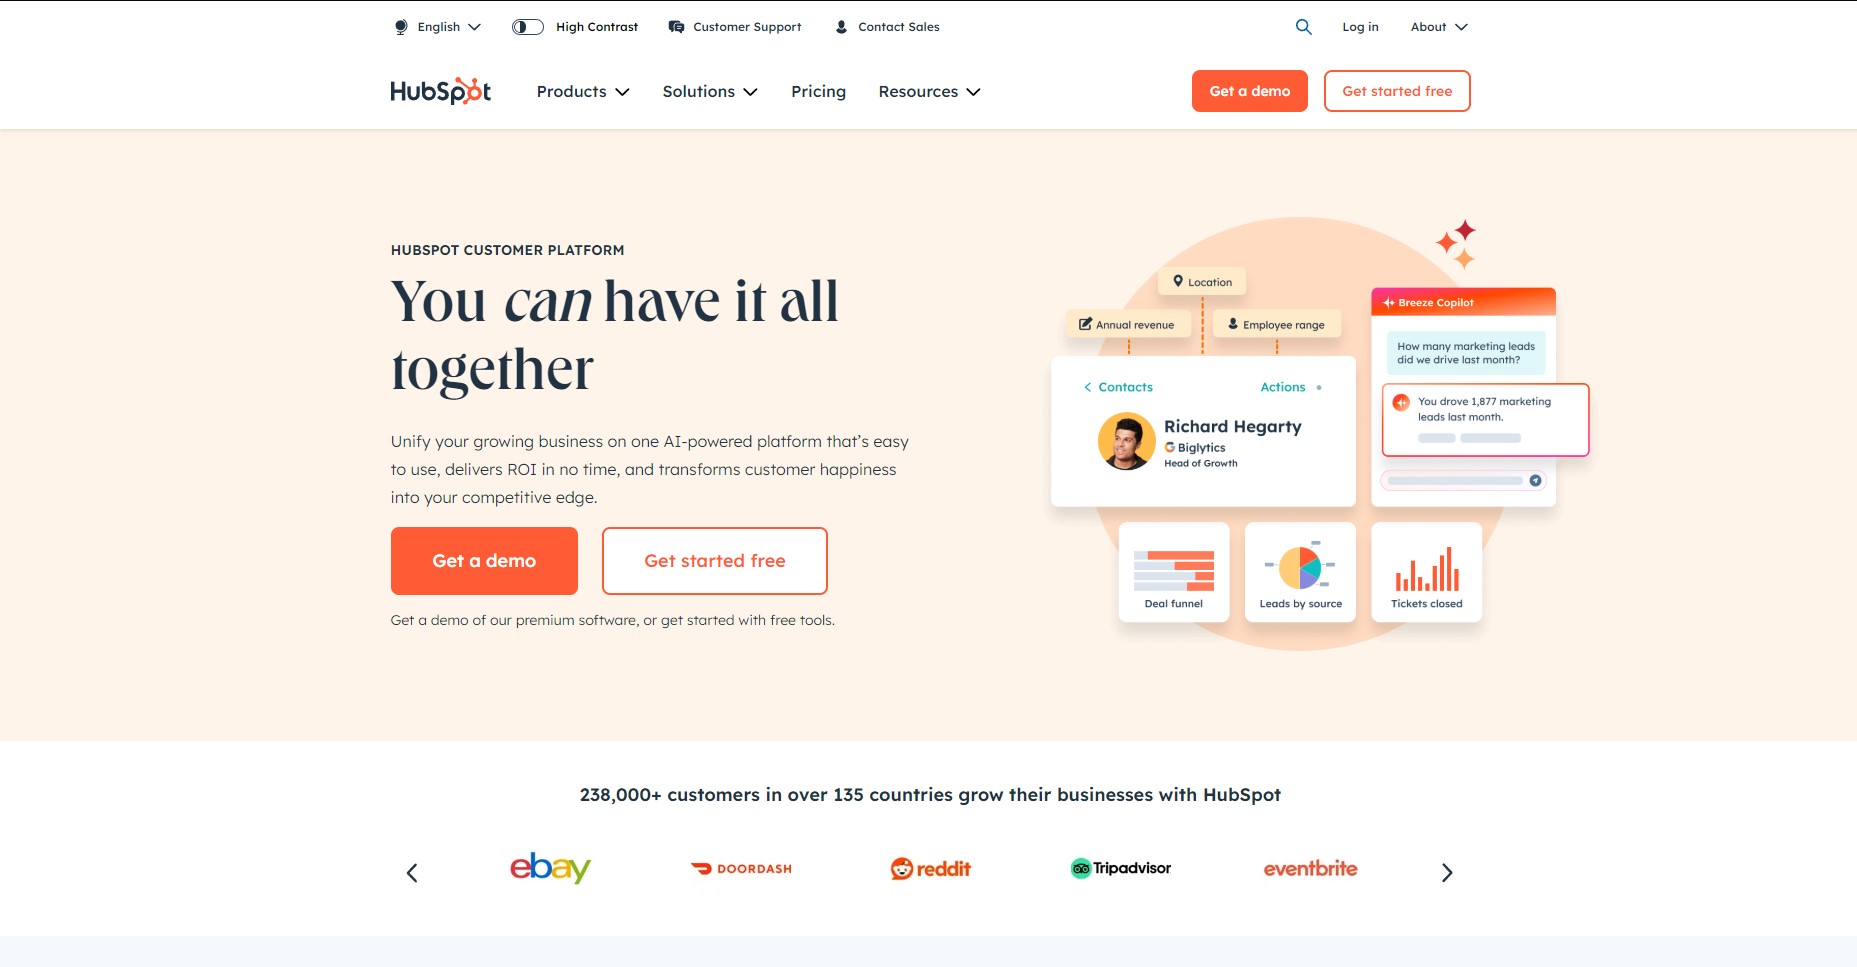 English
High Contrast
Customer Support
Contact Sales
Log in
About
HubSpot
Products
Solutions
Pricing
Resources
Get a demo
Get started free
HUBSPOT CUSTOMER PLATFORM
You can have it all
together
Unify your growing business on one AI-powered platform that’s easy
to use, delivers ROI in no time, and transforms customer happiness
into your competitive edge.
Get a demo
Get started free
Get a demo of our premium software, or get started with free tools.
Location
Annual revenue
Employee range
Contacts
Actions
Richard Hegarty
Biglytics
Head of Growth
Breeze Copilot
How many marketing leads
did we drive last month?
You drove 1,877 marketing
leads last month.
Deal funnel
Leads by source
Tickets closed
238,000+ customers in over 135 countries grow their businesses with HubSpot
ebay
DOORDASH
reddit
Tripadvisor
eventbrite